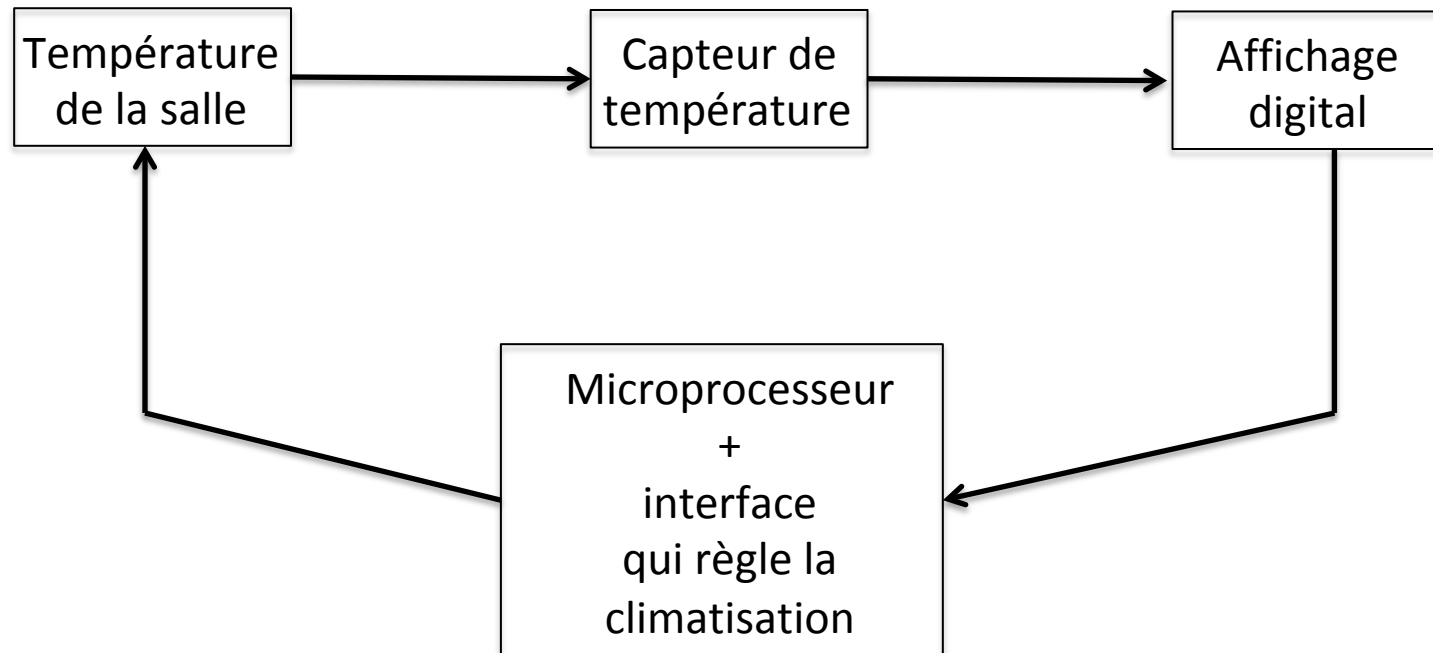 Température
de la salle
Capteur de
température
Affichage
digital
Microprocesseur
+
interface
qui règle la
climatisation